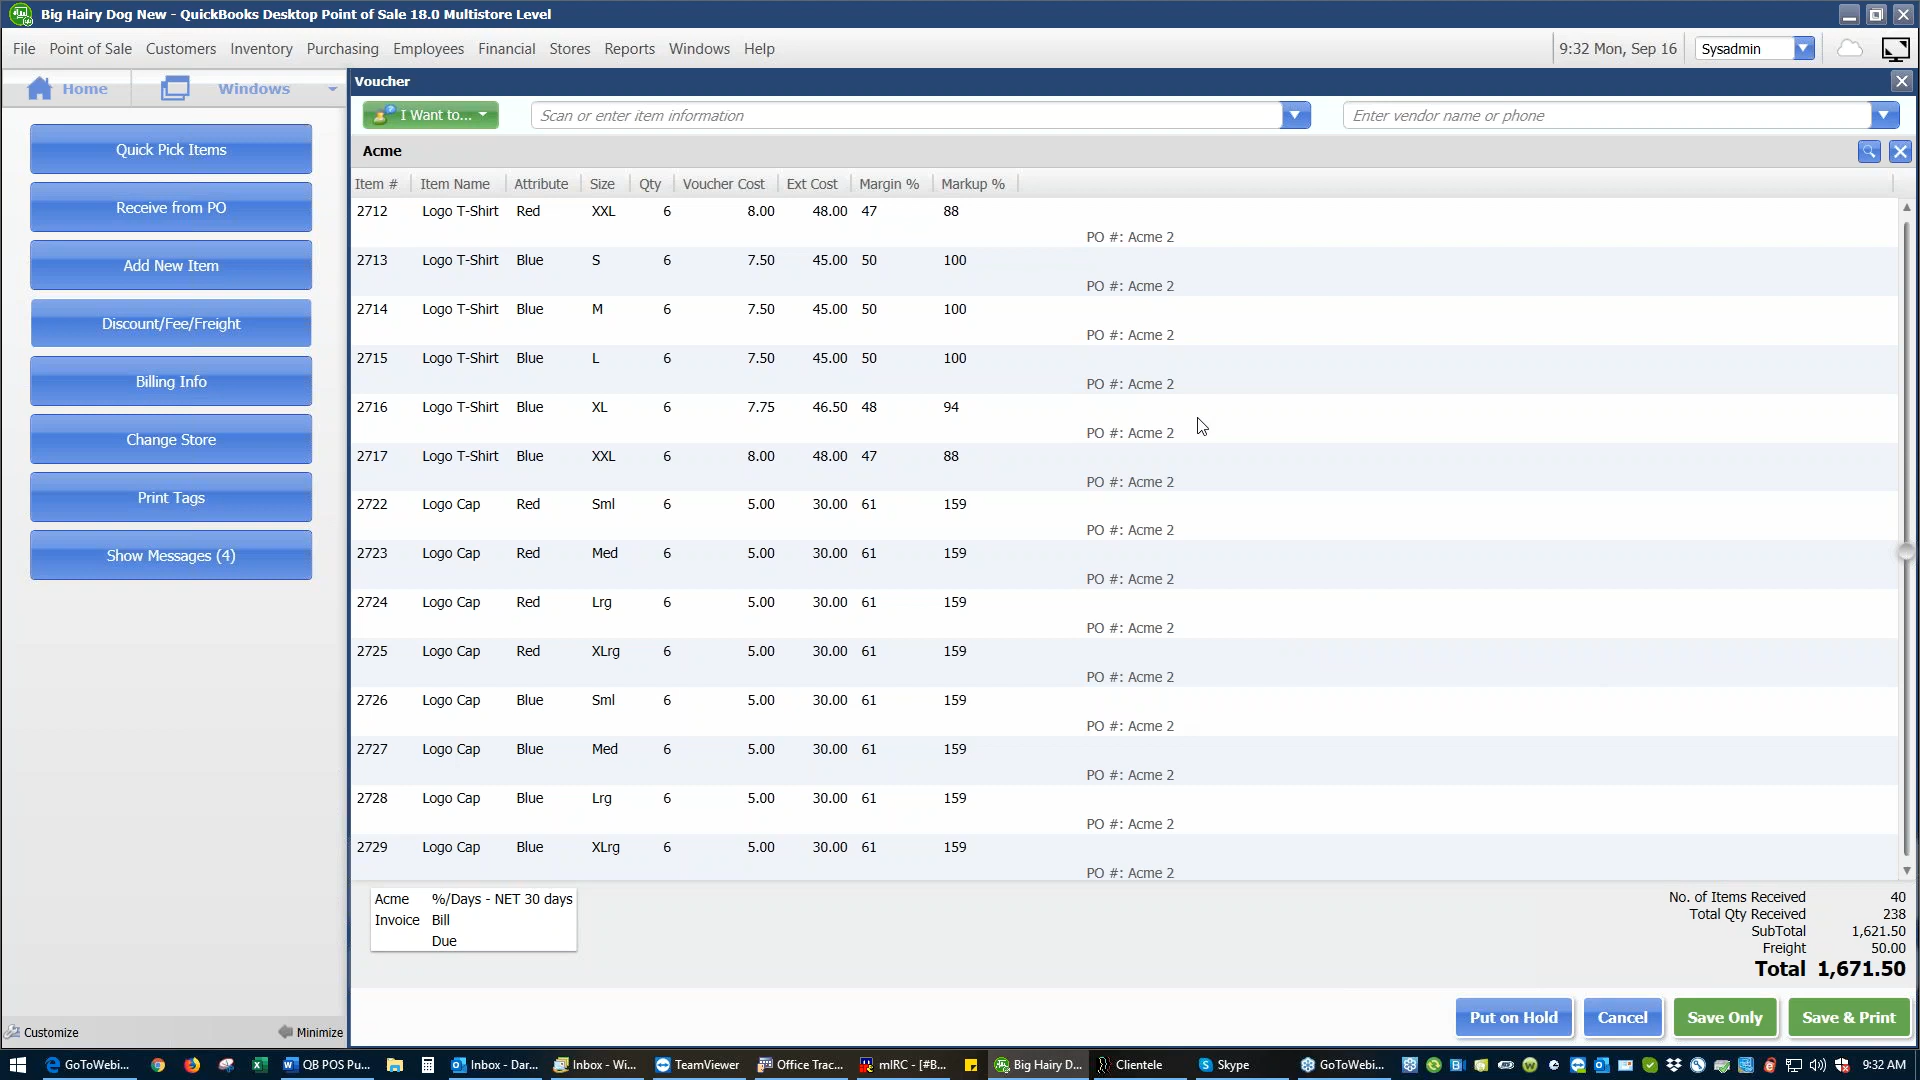 Big Hairy Dog New - QuickBooks Desktop Point of Sale 18.0 Multistore Level
File Point of Sale Customers Inventory Purchasing Employees Financial Stores Reports Windows Help
9:32 Mon, Sep 16 Sysadmin
Home Windows
Voucher
I Want to... Scan or enter item information Enter vendor name or phone
Acme
Quick Pick Items
Receive from PO
Add New Item
Discount/Fee/Freight
Billing Info
Change Store
Print Tags
Show Messages (4)
Item # Item Name Attribute Size Qty Voucher Cost Ext Cost Margin % Markup %
2712 Logo T-Shirt Red XXL 6 8.00 48.00 47 88
PO #: Acme 2
2713 Logo T-Shirt Blue S 6 7.50 45.00 50 100
PO #: Acme 2
2714 Logo T-Shirt Blue M 6 7.50 45.00 50 100
PO #: Acme 2
2715 Logo T-Shirt Blue L 6 7.50 45.00 50 100
PO #: Acme 2
2716 Logo T-Shirt Blue XL 6 7.75 46.50 48 94
PO #: Acme 2
2717 Logo T-Shirt Blue XXL 6 8.00 48.00 47 88
PO #: Acme 2
2722 Logo Cap Red Sml 6 5.00 30.00 61 159
PO #: Acme 2
2723 Logo Cap Red Med 6 5.00 30.00 61 159
PO #: Acme 2
2724 Logo Cap Red Lrg 6 5.00 30.00 61 159
PO #: Acme 2
2725 Logo Cap Red XLrg 6 5.00 30.00 61 159
PO #: Acme 2
2726 Logo Cap Blue Sml 6 5.00 30.00 61 159
PO #: Acme 2
2727 Logo Cap Blue Med 6 5.00 30.00 61 159
PO #: Acme 2
2728 Logo Cap Blue Lrg 6 5.00 30.00 61 159
PO #: Acme 2
2729 Logo Cap Blue XLrg 6 5.00 30.00 61 159
PO #: Acme 2
Acme %/Days - NET 30 days
Invoice Bill
Due
No. of Items Received 40
Total Qty Received 238
SubTotal 1,621.50
Freight 50.00
Total 1,671.50
Put on Hold Cancel Save Only Save & Print
Customize Minimize
GoToWebi... QB POS Pu... Inbox - Dar... Inbox - Wi... TeamViewer Office Trac... mIRC - [#B... Big Hairy D... Clientele Skype GoToWebi... 9:32 AM